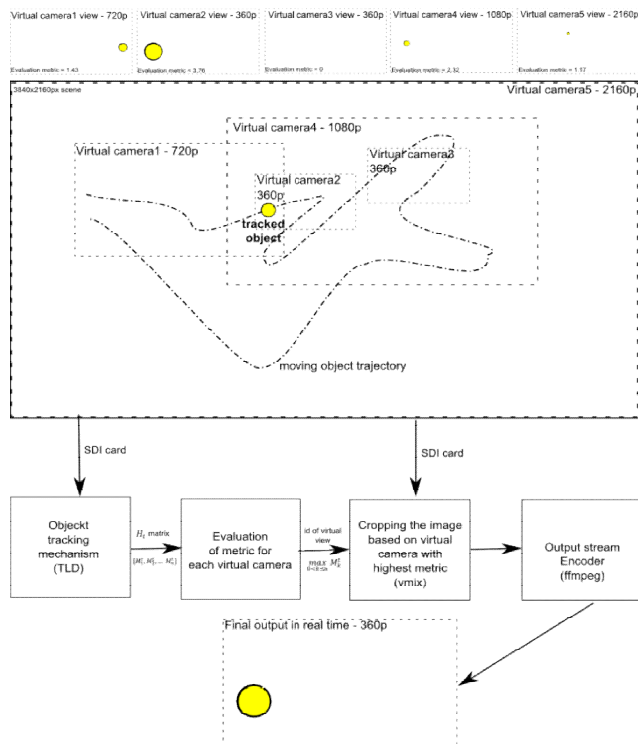 Virtual camera1 view - 720p
Virtual camera2 view - 360p
Virtual camera3 view - 360p
Virtual camera4 view - 1080p
Virtual camera5 view - 2160p
Evaluation metric = 1.43
Evaluation metric = 3.76
Evaluation metric = 0
Evaluation metric = 2.32
Evaluation metric = 1.17
3840x2160px scene
Virtual camera5 - 2160p
Virtual camera4 - 1080p
Virtual camera1 - 720p
Virtual camera3
360p
Virtual camera2
360p
tracked
object
moving object trajectory
SDI card
SDI card
Objeckt
tracking
mechanism
(TLD)
H_t matrix
Evaluation
of metric for
each virtual camera
id of virtual
view
Cropping the image
based on virtual
camera with
highest metric
(vmix)
Output stream
Encoder
(ffmpeg)
Final output in real time - 360p